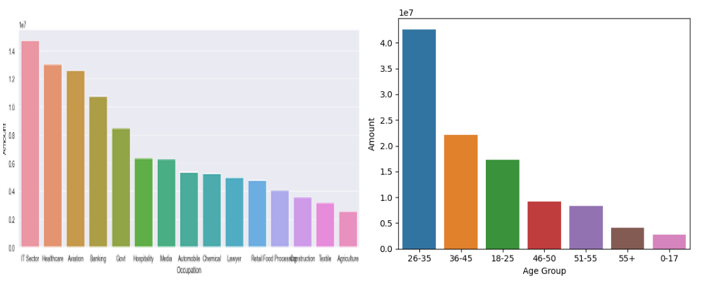 1e7
1.4
1.2
1.0
0.8
0.6
0.4
0.2
0.0
Amount
IT Sector Healthcare Aviation Banking Govt Hospitality Media Automobile Chemical Lawyer Retail Food Processing Construction Textile Agriculture
Occupation
1e7
4.0
3.5
3.0
2.5
2.0
1.5
1.0
0.5
0.0
Amount
26-35 36-45 18-25 46-50 51-55 55+ 0-17
Age Group